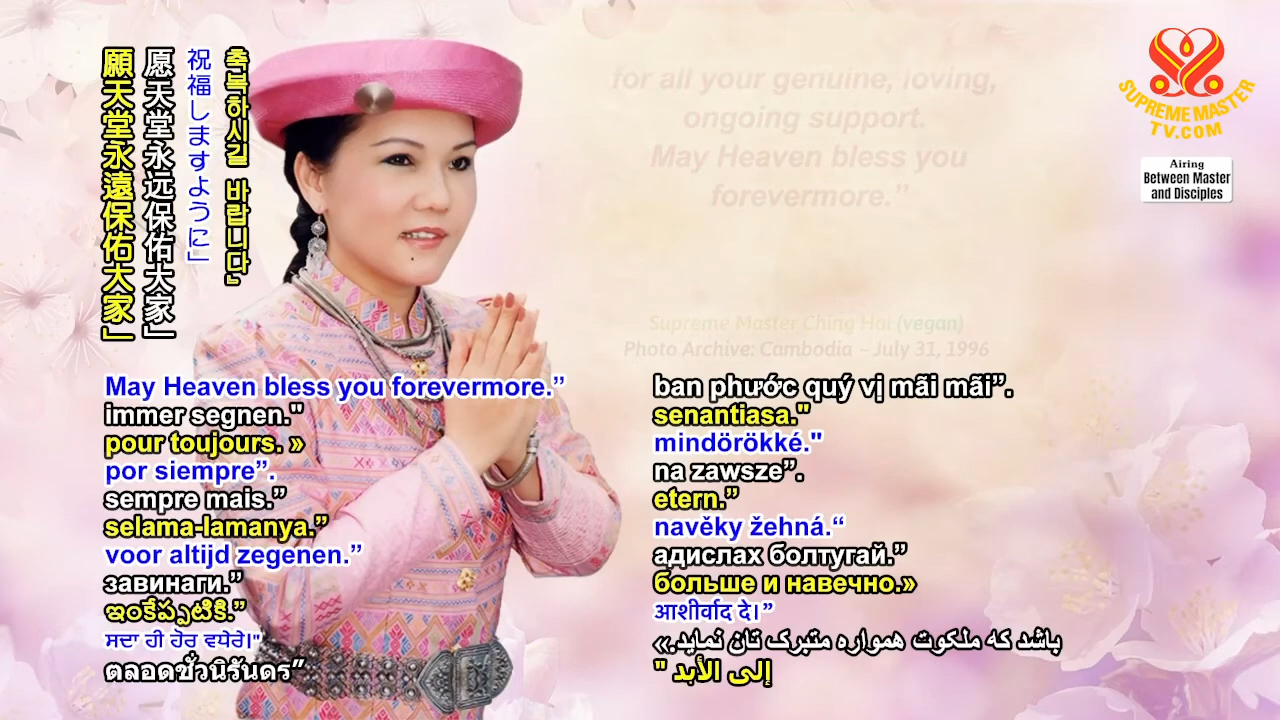 願天堂永遠保佑大家」
愿天堂永远保佑大家」
祝福しますように」
축복하시길 바랍니다』
for all your genuine, loving,
ongoing support.
May Heaven bless you
forevermore.”
SUPREME MASTER
TV.COM
Airing
Between Master
and Disciples
Supreme Master Ching Hai (vegan)
Photo Archive: Cambodia ~ July 31, 1996
May Heaven bless you forevermore.”
immer segnen."
pour toujours. »
por siempre”.
sempre mais.”
selama-lamanya.”
voor altijd zegenen.”
завинаги.”
ఇంకేప్పటికి.”
ਸਦਾ ਹੀ ਹੋਰ ਵਧੇਰੇ।"
ตลอดชั่วนิรันดร”
ban phước quý vị mãi mãi”.
senantiasa."
mindörökké."
na zawsze”.
etern.”
navěky žehná.“
адислах болтугай.”
больше и навечно.»
आशीर्वाद दे।”
باشد که ملکوت همواره متبرک تان نماید.»
إلى الأبد "